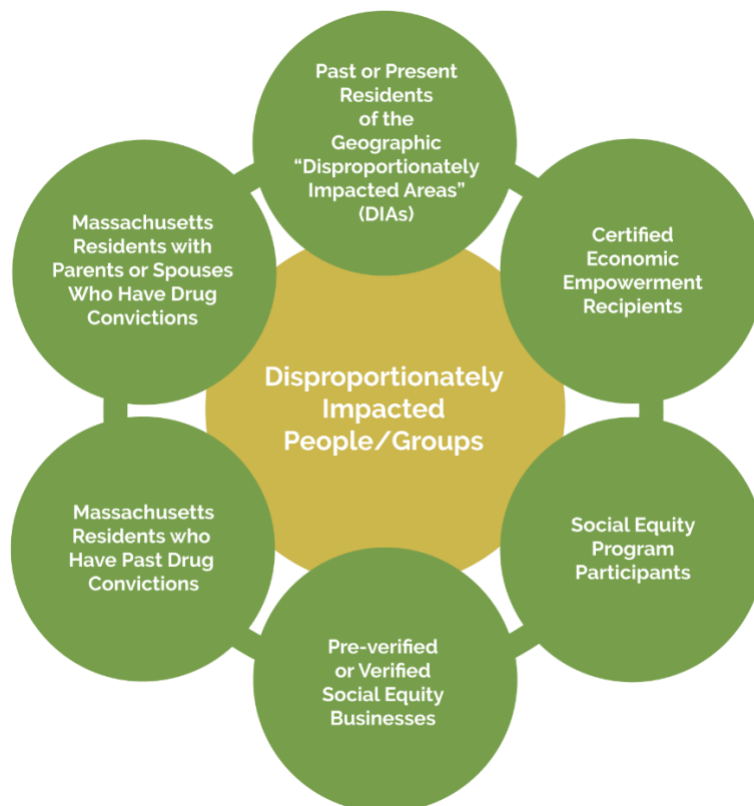 Past or Present
Residents
of the
Geographic
“Disproportionately
Impacted Areas”
(DIAs)
Certified
Economic
Empowerment
Recipients
Social Equity
Program
Participants
Pre-verified
or Verified
Social Equity
Businesses
Massachusetts
Residents who
Have Past Drug
Convictions
Massachusetts
Residents with
Parents or Spouses
Who Have Drug
Convictions
Disproportionately
Impacted
People/Groups